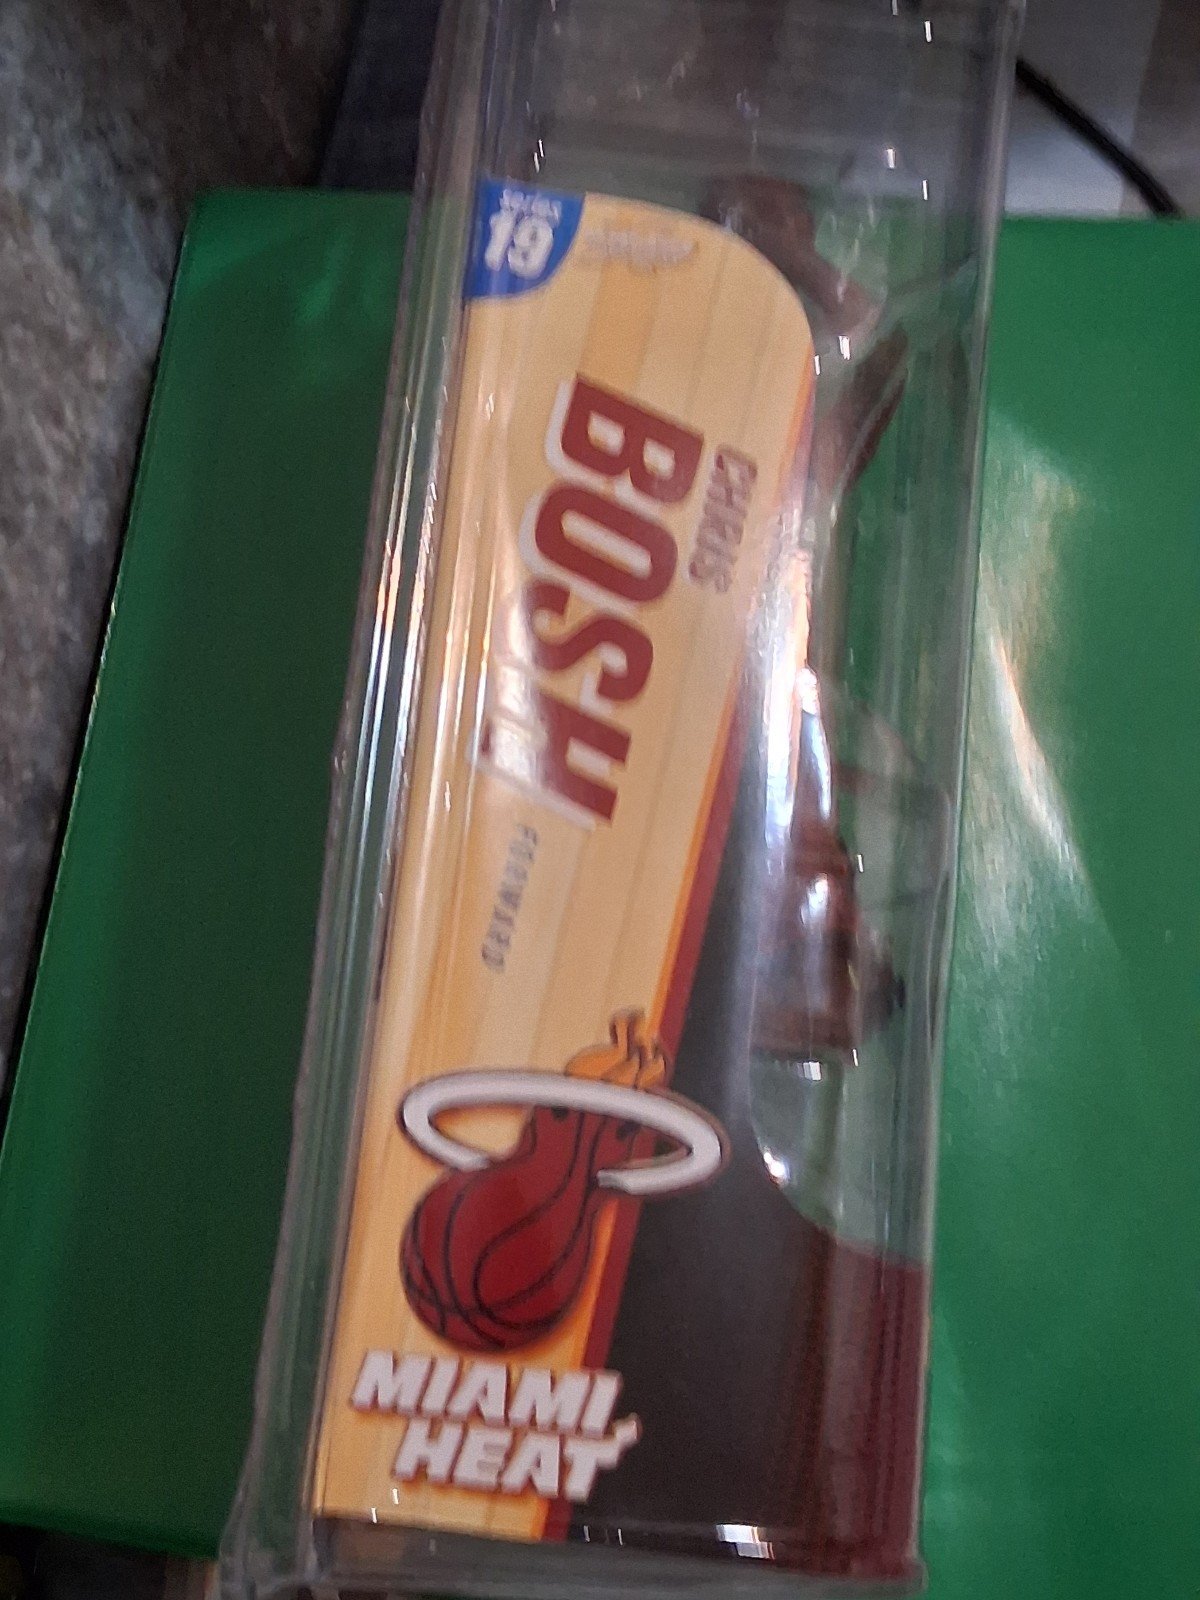 series
19
CHRIS
BOSH
FORWARD
MIAMI
HEAT